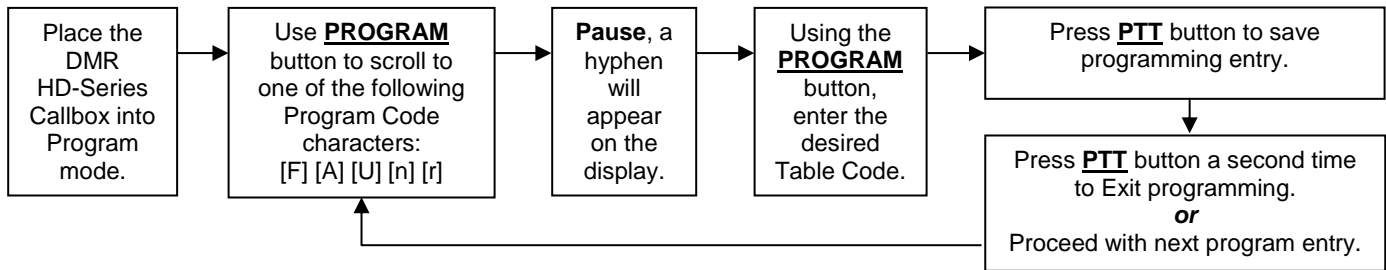 Place the
DMR
HD-Series
Callbox into
Program
mode.
Use PROGRAM
button to scroll to
one of the following
Program Code
characters:
[F] [A] [U] [n] [r]
Pause, a
hyphen
will
appear
on the
display.
Using the
PROGRAM
button,
enter the
desired
Table Code.
Press PTT button to save
programming entry.
Press PTT button a second time
to Exit programming.
or
Proceed with next program entry.